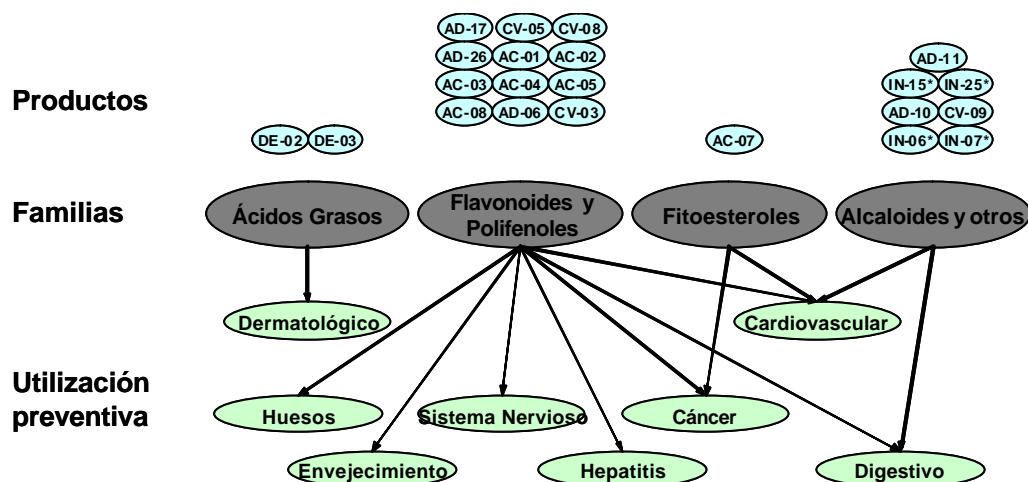 AD-17 CV-05 CV-08
AD-26 AC-01 AC-02
AC-03 AC-04 AC-05
AC-08 AD-06 CV-03
AD-11
IN-15* IN-25*
AD-10 CV-09
IN-06* IN-07*
Productos
DE-02 DE-03
AC-07
Familias
Ácidos Grasos
Flavonoides y
Polifenoles
Fitoesteroles
Alcaloides y otros
Dermatológico
Cardiovascular
Utilización
preventiva
Huesos
Sistema Nervioso
Cáncer
Envejecimiento
Hepatitis
Digestivo